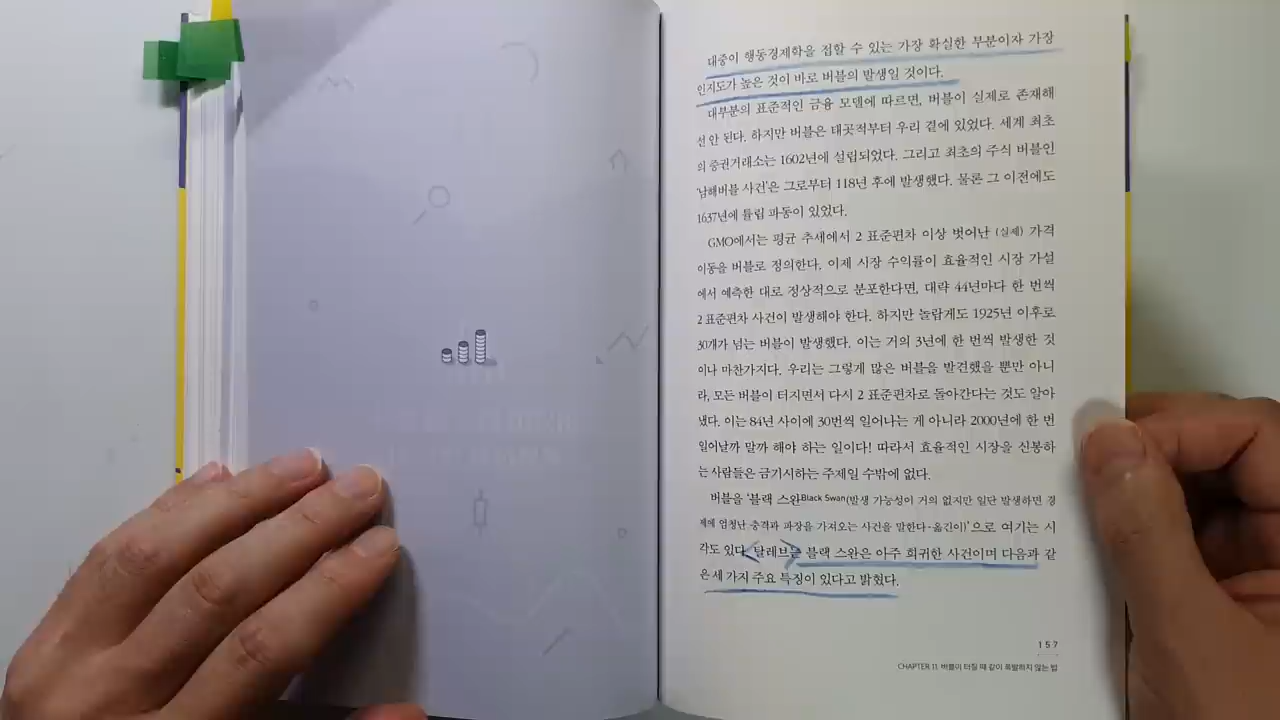 대중이 행동경제학을 접할 수 있는 가장 확실한 부분이자 가장
인지도가 높은 것이 바로 버블의 발생일 것이다.
대부분의 표준적인 금융 모델에 따르면, 버블이 실제로 존재해
선 안 된다. 하지만 버블은 태곳적부터 우리 곁에 있었다. 세계 최초
의 증권거래소는 1602년에 설립되었다. 그리고 최초의 주식 버블인
'남해버블 사건'은 그로부터 118년 후에 발생했다. 물론 그 이전에도
1637년에 튤립 파동이 있었다.
GMO에서는 평균 추세에서 2 표준편차 이상 벗어난 (실제) 가격
이동을 버블로 정의한다. 이제 시장 수익률이 효율적인 시장 가설
에서 예측한 대로 정상적으로 분포한다면, 대략 44년마다 한 번씩
2 표준편차 사건이 발생해야 한다. 하지만 놀랍게도 1925년 이후로
30개가 넘는 버블이 발생했다. 이는 거의 3년에 한 번씩 발생한 것
이나 마찬가지다. 우리는 그렇게 많은 버블을 발견했을 뿐만 아니
라, 모든 버블이 터지면서 다시 2 표준편차로 돌아간다는 것도 알아
냈다. 이는 84년 사이에 30번씩 일어나는 게 아니라 2000년에 한 번
일어날까 말까 해야 하는 일이다! 따라서 효율적인 시장을 신봉하
는 사람들은 금기시하는 주제일 수밖에 없다.
버블을 '블랙 스완Black Swan(발생 가능성이 거의 없지만 일단 발생하면 경
제에 엄청난 충격과 파장을 가져오는 사건을 말한다-옮긴이)'으로 여기는 시
각도 있다. 탈레브는 블랙 스완은 아주 희귀한 사건이며 다음과 같
은 세 가지 주요 특징이 있다고 밝혔다.
157
CHAPTER 11. 버블이 터질 때 같이 폭발하지 않는 법